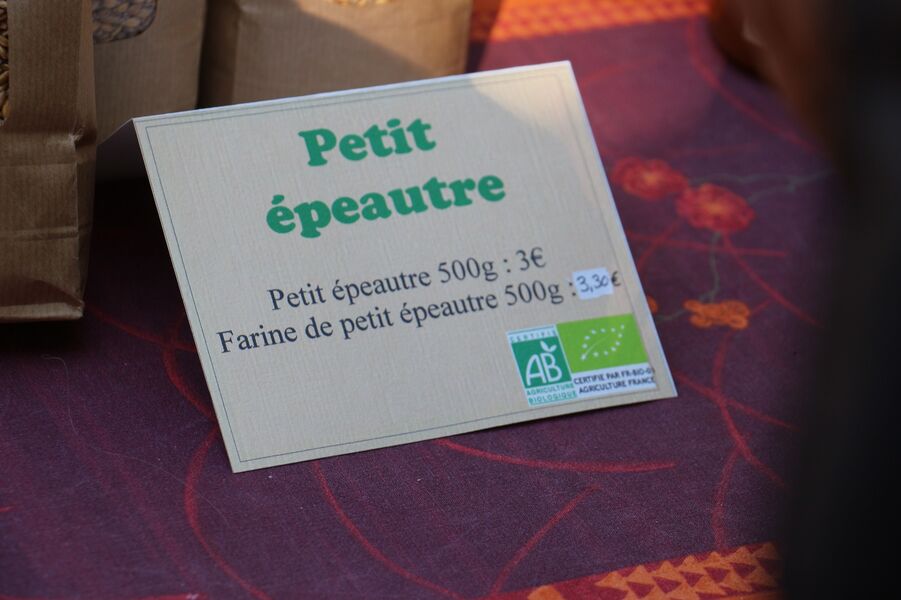 Petit
épeautre
Petit épeautre 500g : 3€
Farine de petit épeautre 500g : 3,30€
CERTIFIÉ
AB
AGRICULTURE
BIOLOGIQUE
CERTIFIE PAR FR-BIO-01
AGRICULTURE FRANCE